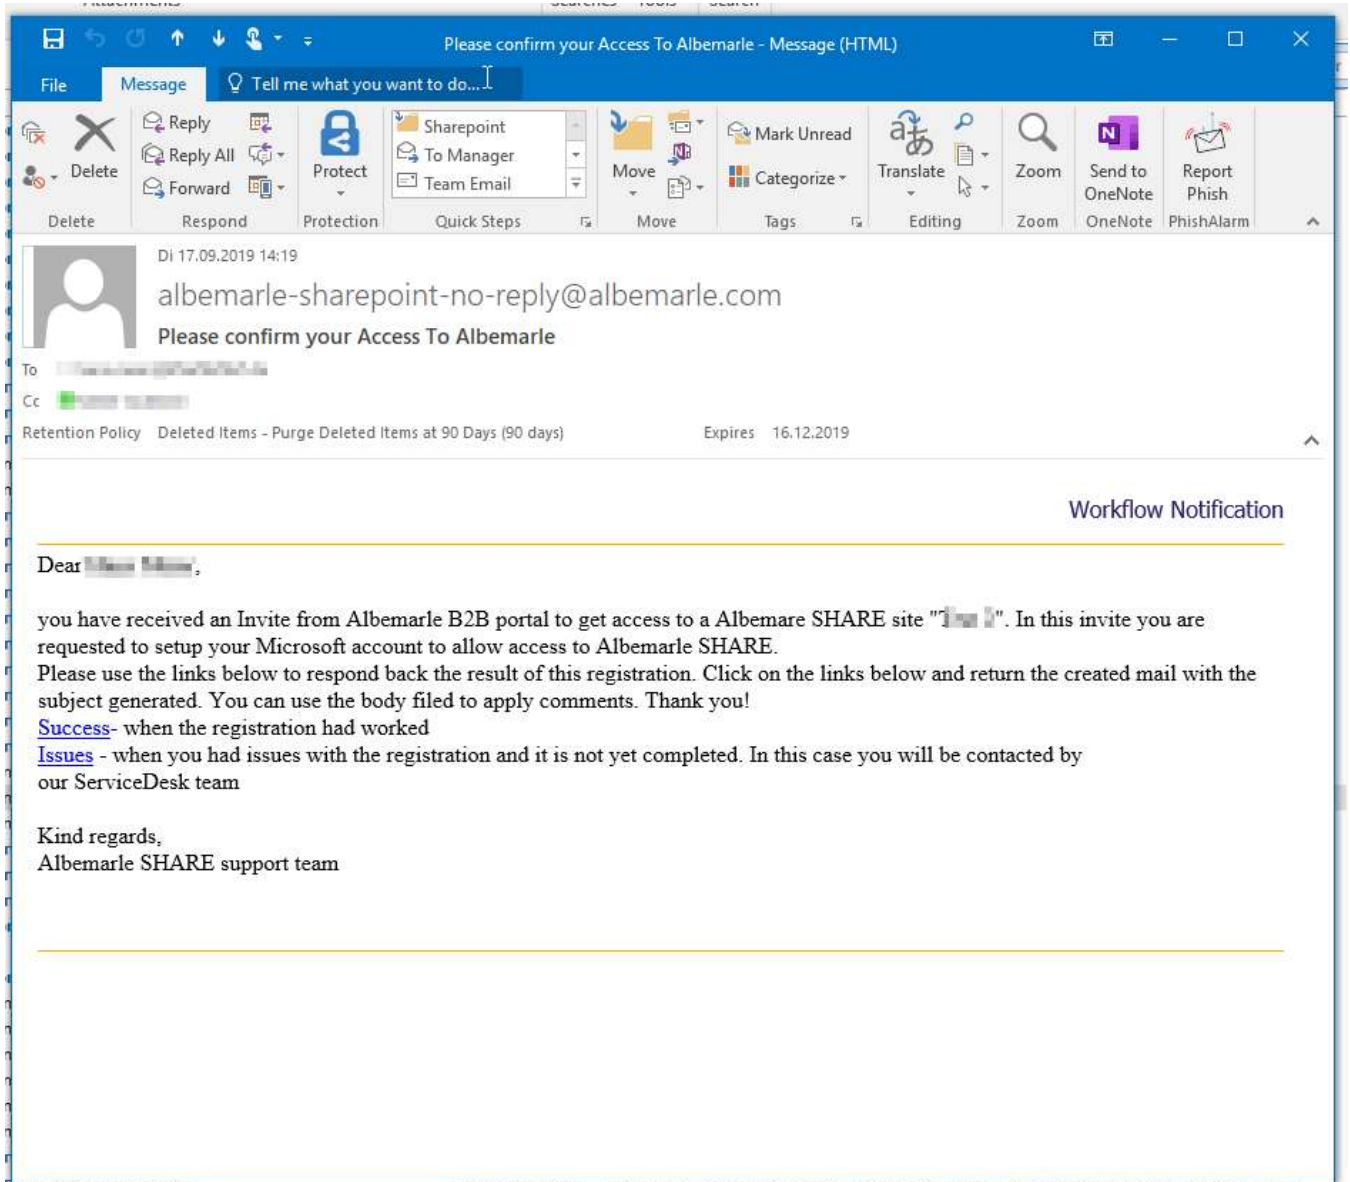 Please confirm your Access To Albemarle - Message (HTML)
File Message Tell me what you want to do...
Delete
Reply
Reply All
Forward
Protect
Sharepoint
To Manager
Team Email
Move
Mark Unread
Categorize
Translate
Zoom
Send to OneNote
Report Phish
Delete Respond Protection Quick Steps Move Tags Editing Zoom OneNote PhishAlarm
Di 17.09.2019 14:19
albemarle-sharepoint-no-reply@albemarle.com
Please confirm your Access To Albemarle
To
Cc
Retention Policy Deleted Items - Purge Deleted Items at 90 Days (90 days) Expires 16.12.2019
Workflow Notification
Dear ,
you have received an Invite from Albemarle B2B portal to get access to a Albemare SHARE site "". In this invite you are
requested to setup your Microsoft account to allow access to Albemarle SHARE.
Please use the links below to respond back the result of this registration. Click on the links below and return the created mail with the
subject generated. You can use the body filed to apply comments. Thank you!
Success- when the registration had worked
Issues - when you had issues with the registration and it is not yet completed. In this case you will be contacted by
our ServiceDesk team
Kind regards,
Albemarle SHARE support team